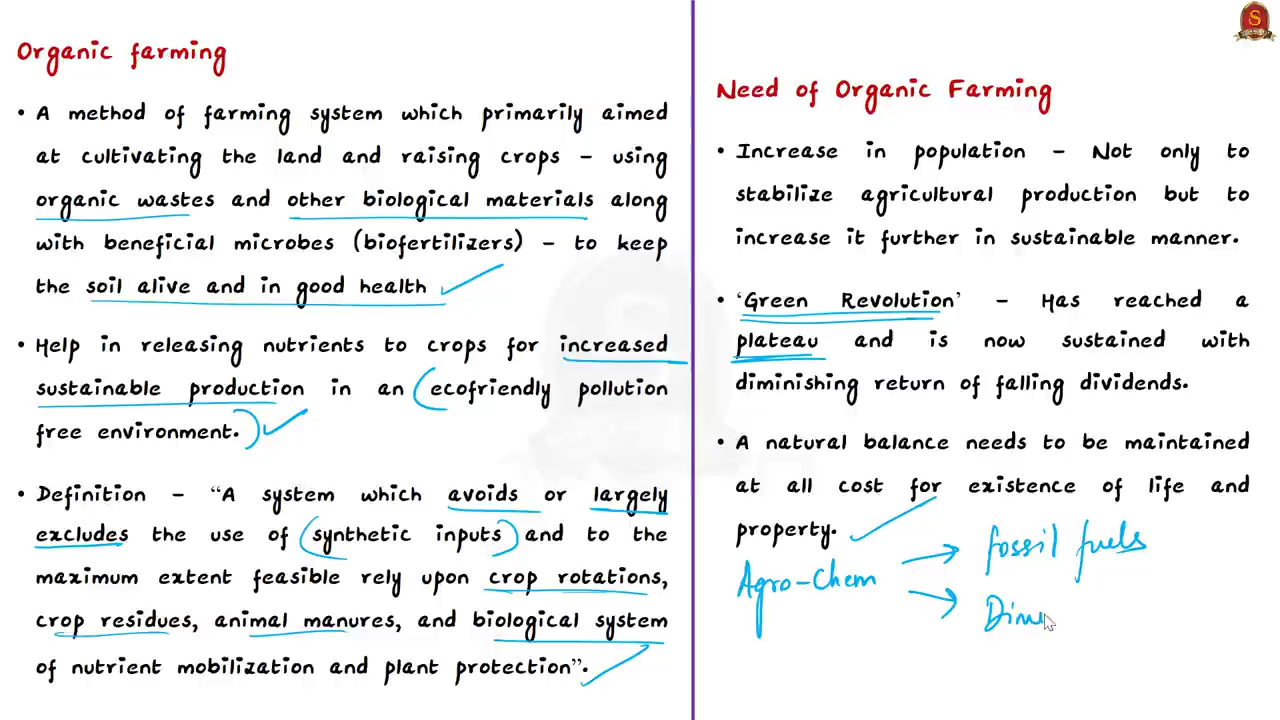 Organic farming
• A method of farming system which primarily aimed
at cultivating the land and raising crops – using
organic wastes and other biological materials along
with beneficial microbes (biofertilizers) – to keep
the soil alive and in good health
• Help in releasing nutrients to crops for increased
sustainable production in an ecofriendly pollution
free environment.
• Definition – “A system which avoids or largely
excludes the use of synthetic inputs and to the
maximum extent feasible rely upon crop rotations,
crop residues, animal manures, and biological system
of nutrient mobilization and plant protection”.
Need of Organic Farming
• Increase in population – Not only to
stabilize agricultural production but to
increase it further in sustainable manner.
• ‘Green Revolution’ – Has reached a
plateau and is now sustained with
diminishing return of falling dividends.
• A natural balance needs to be maintained
at all cost for existence of life and
property.
Agro-Chem → fossil fuels
→ Dim
S